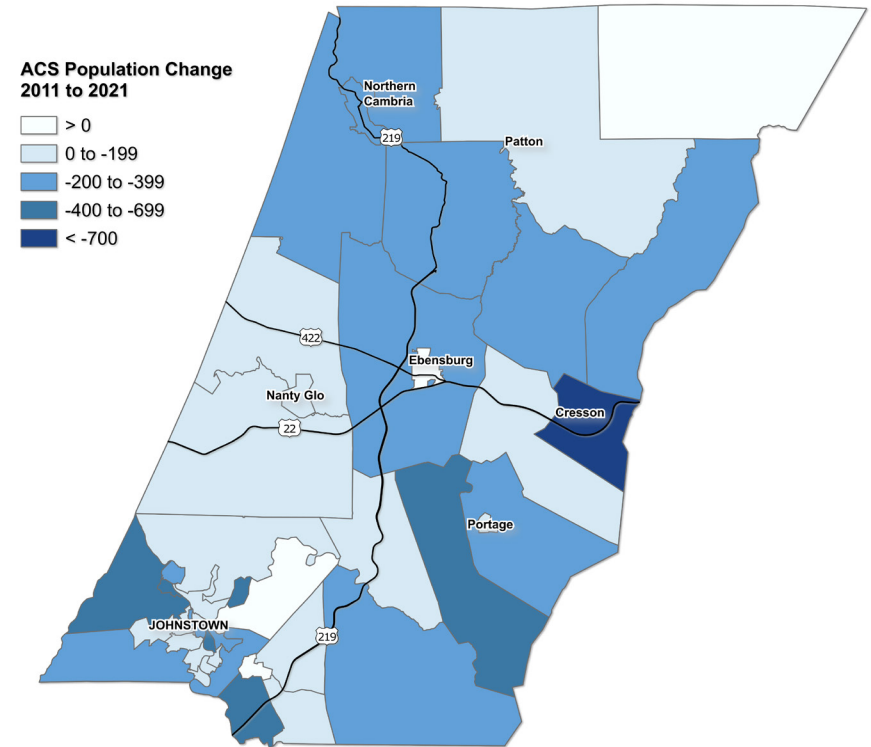 ACS Population Change
2011 to 2021
> 0
0 to -199
-200 to -399
-400 to -699
< -700
Northern
Cambria
219
Patton
422
Ebensburg
Nanty Glo
Cresson
22
Portage
JOHNSTOWN
219